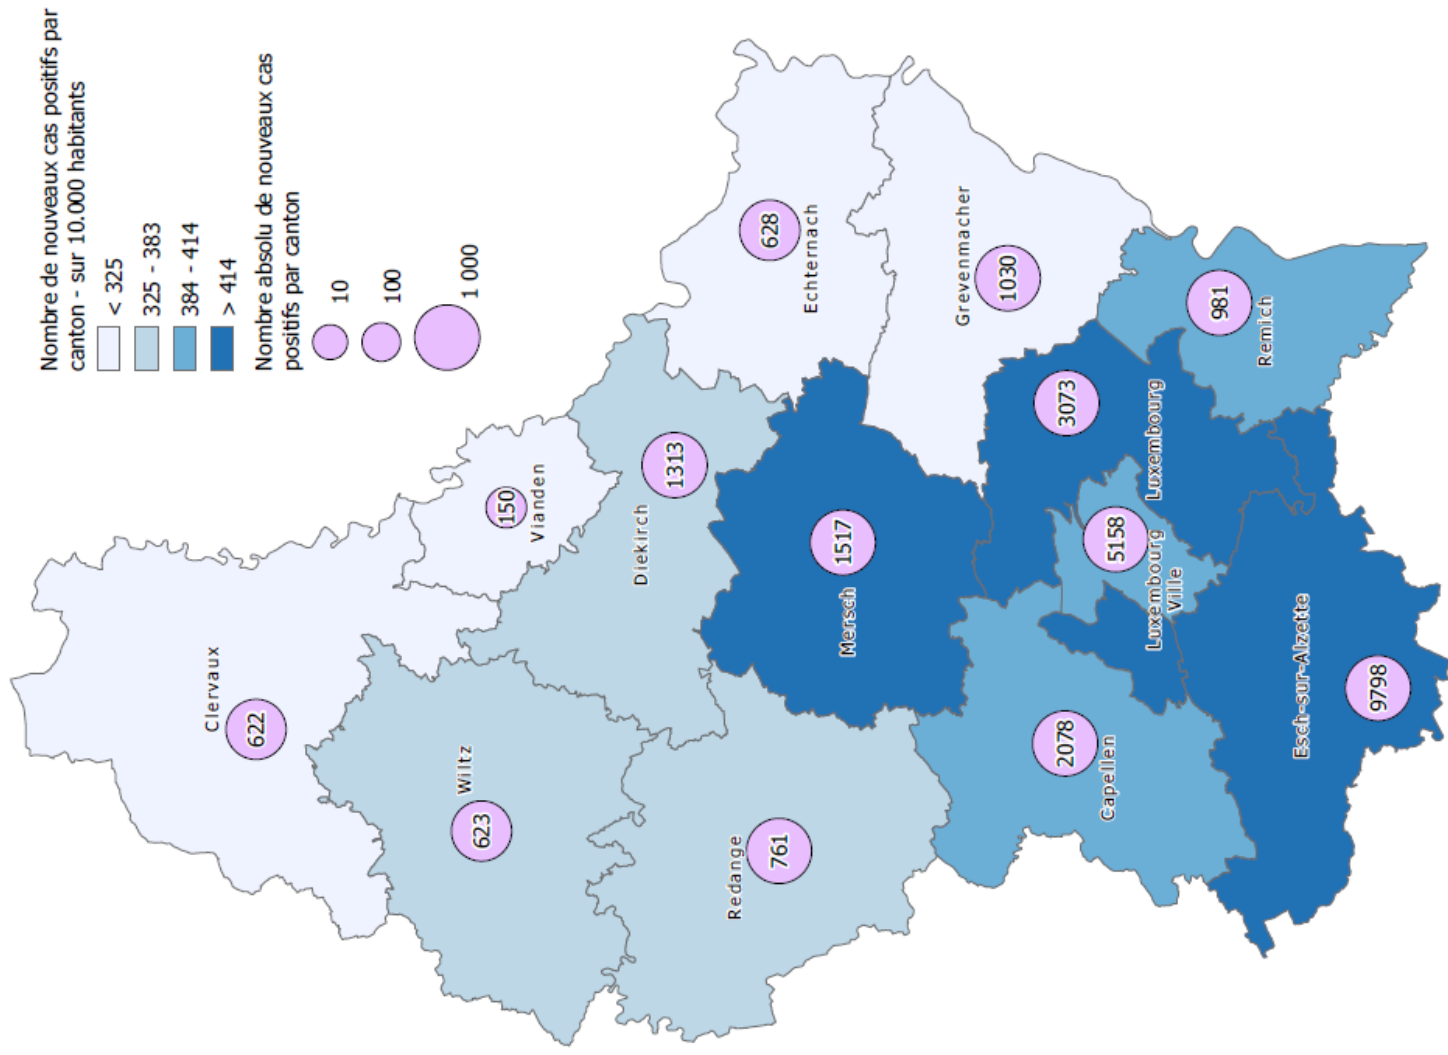 Nombre de nouveaux cas positifs par
canton - sur 10.000 habitants
< 325
325 - 383
384 - 414
> 414
Nombre absolu de nouveaux cas
positifs par canton
10
100
1 000
Clervaux
622
Wiltz
623
Vianden
150
Diekirch
1313
Redange
761
Mersch
1517
Echternach
628
Grevenmacher
1030
Capellen
2078
Luxembourg
Ville
5158
Luxembourg
3073
Remich
981
Esch-sur-Alzette
9798